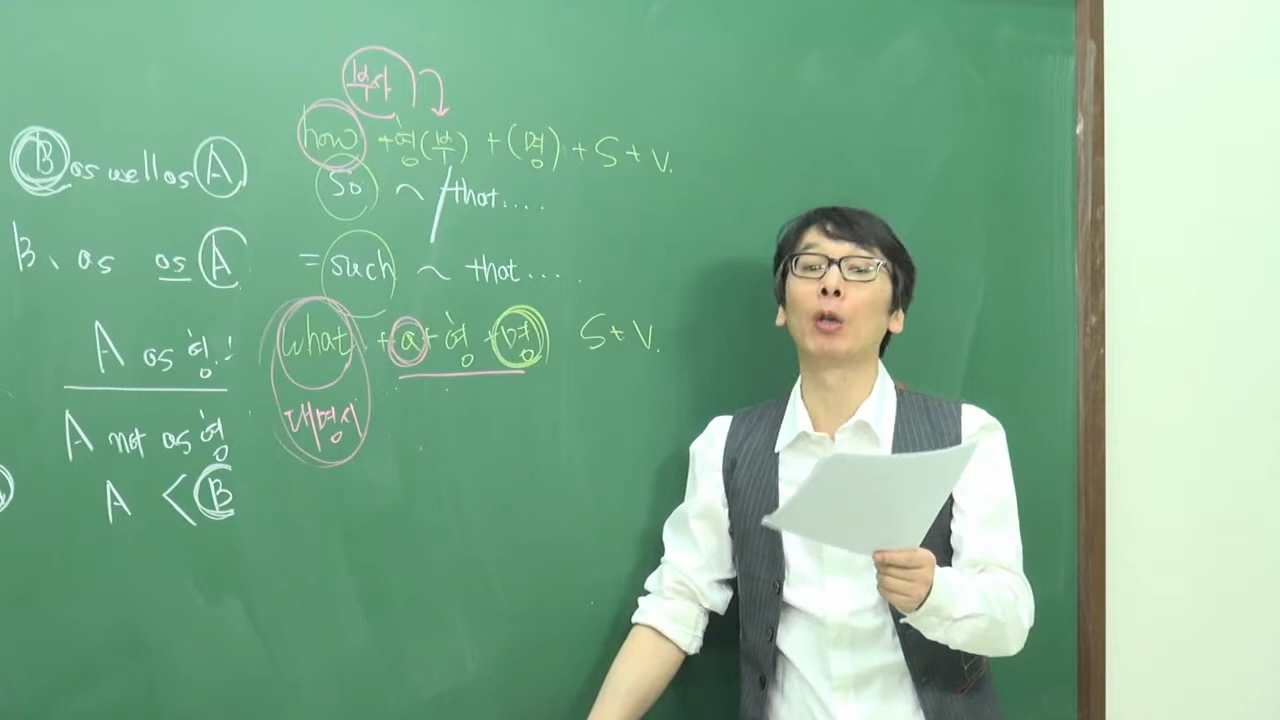 B as well as A
B, as as A
A as 형!
A not as 형
A < B
부사
how + 형(부) + (명) + S + V.
So ~ that....
= such ~ that...
what + a + 형 + 명 S + V.
대명사